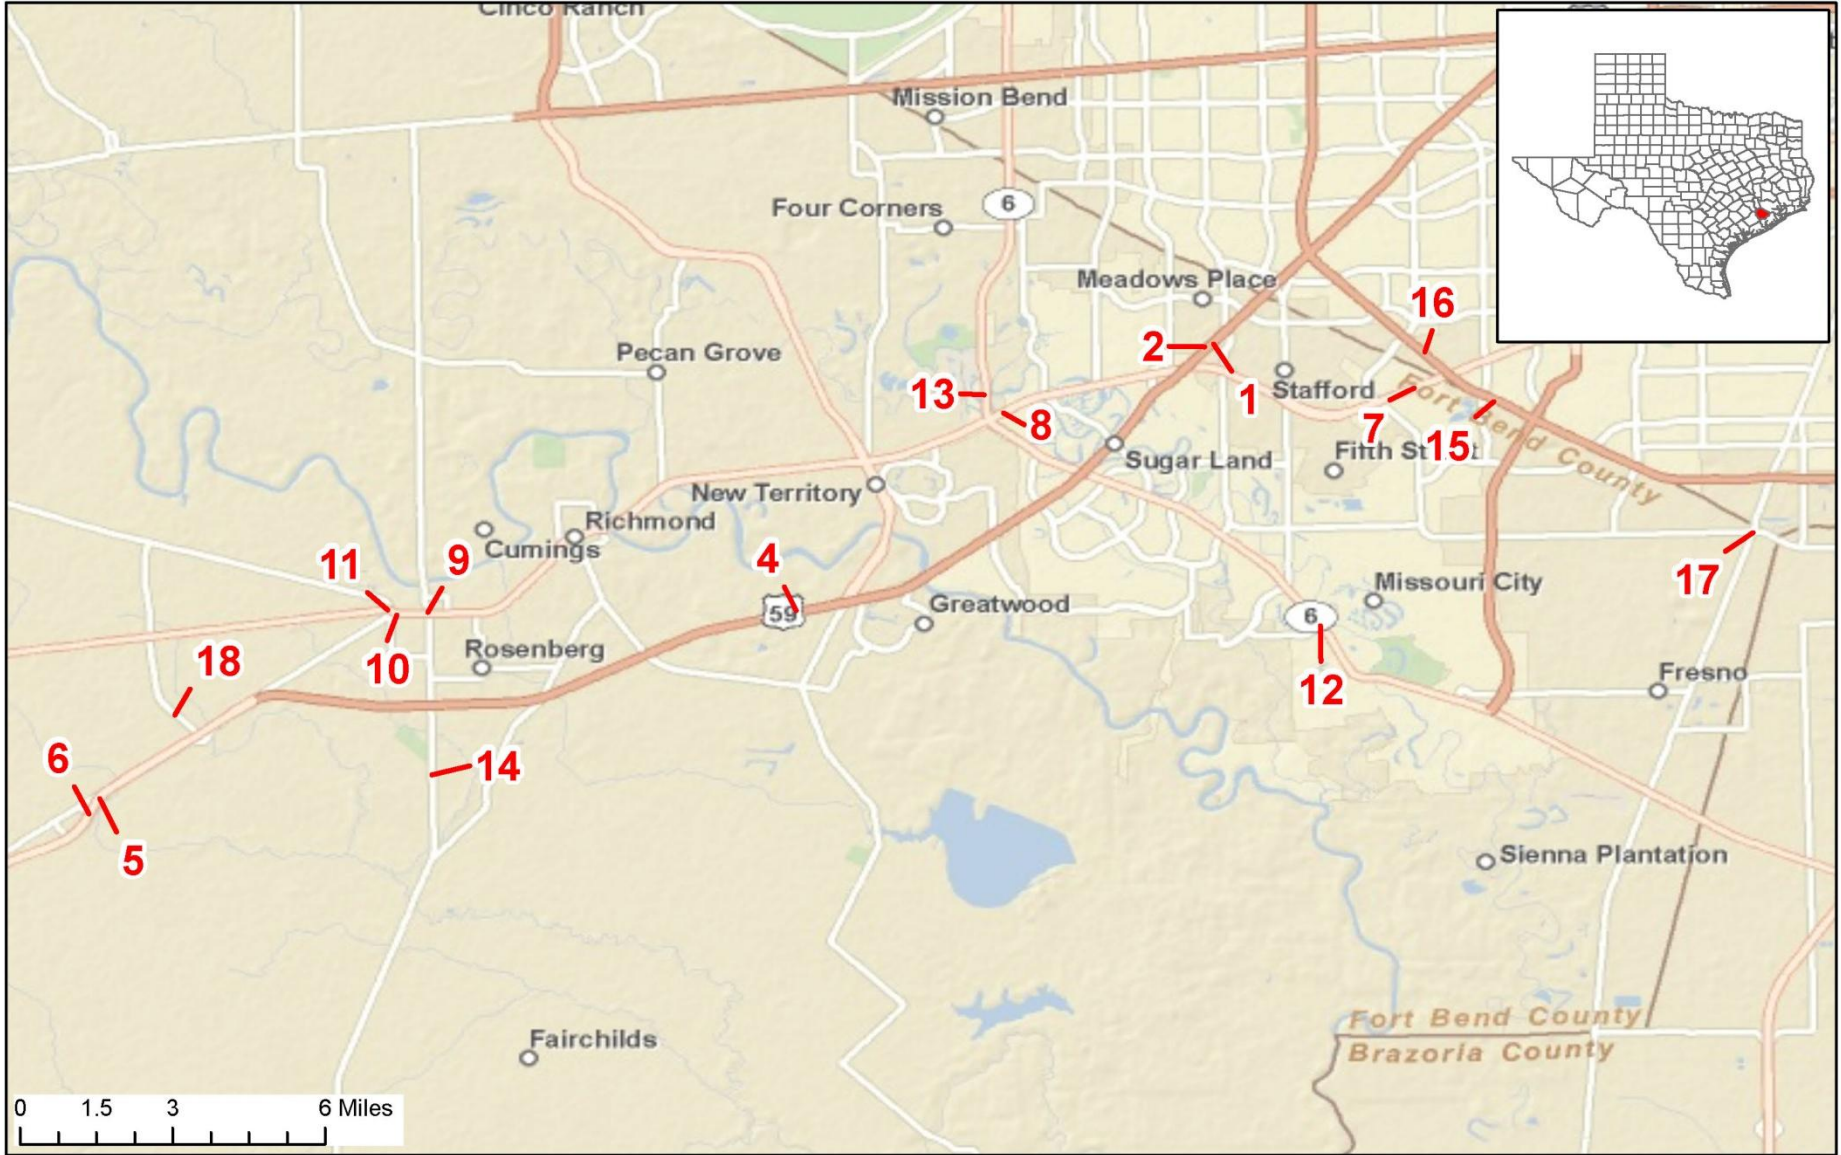 Cinco Ranch
Mission Bend
Four Corners
6
Meadows Place
16
Pecan Grove
2
13
Stafford
1
8
7
Fort Bend County
15
Sugar Land
New Territory
Richmond
Cumings
11
9
4
17
Missouri City
59
Greatwood
6
Rosenberg
18
10
12
Fresno
6
14
5
Sienna Plantation
Fort Bend County
Brazoria County
Fairchilds
0 1.5 3 6 Miles